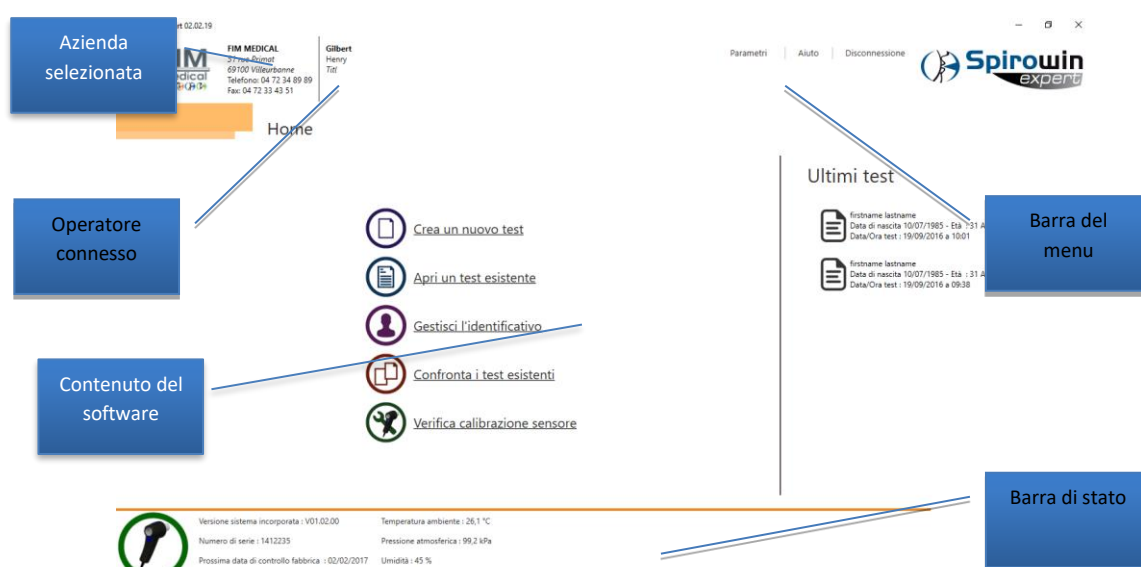 02.02.19
Azienda
selezionata
FIM MEDICAL
51 rue Primat
69100 Villeurbanne
Telefono: 04 72 34 89 89
Fax: 04 72 33 43 51
Gilbert
Henry
Titl
Parametri
Aiuto
Disconnessione
Spirowin
expert
Home
Operatore
connesso
Crea un nuovo test
Apri un test esistente
Gestisci l'identificativo
Confronta i test esistenti
Verifica calibrazione sensore
Contenuto del
software
Ultimi test
firstname lastname
Data di nascita 10/07/1985 - Età : 31 A
Data/Ora test : 19/09/2016 a 10:01
firstname lastname
Data di nascita 10/07/1985 - Età : 31 A
Data/Ora test : 19/09/2016 a 09:38
Barra del
menu
Barra di stato
Versione sistema incorporata : V01.02.00
Numero di serie : 1412235
Prossima data di controllo fabbrica : 02/02/2017
Temperatura ambiente : 26,1 °C
Pressione atmosferica : 99,2 kPa
Umidità : 45 %